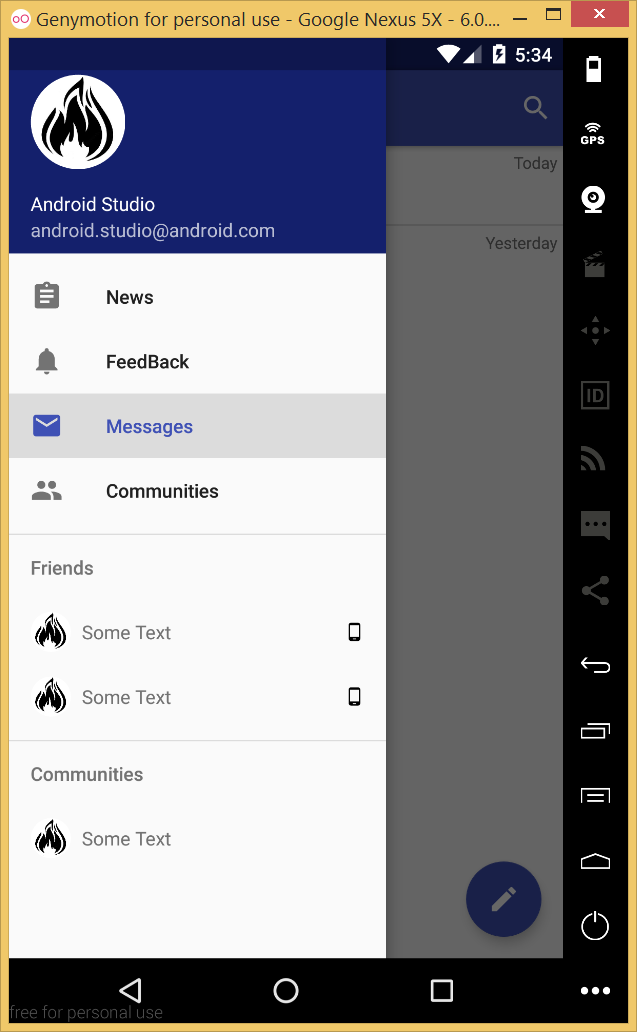 Genymotion for personal use - Google Nexus 5X - 6.0....
5:34
Android Studio
android.studio@android.com
News
FeedBack
Messages
Communities
Friends
Some Text
Some Text
Communities
Some Text
Today
Yesterday
GPS
ID
free for personal use